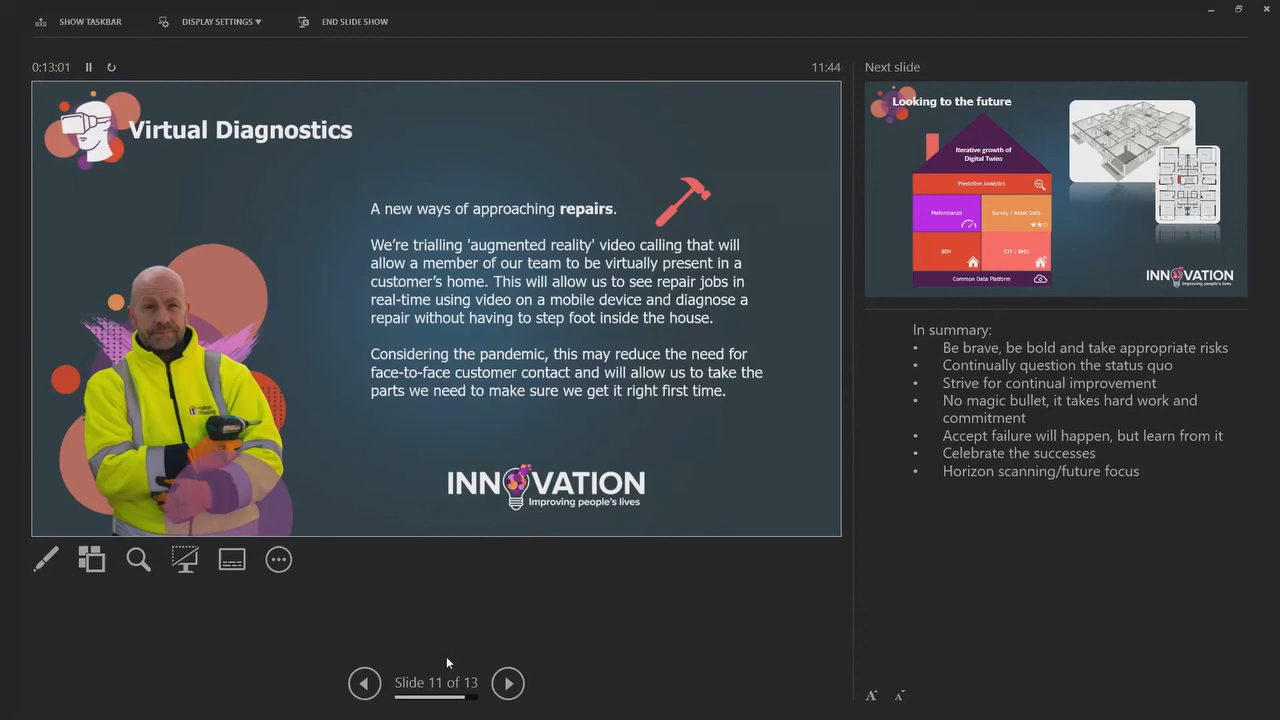 SHOW TASKBAR
DISPLAY SETTINGS
END SLIDE SHOW
0:13:01
11:44
Virtual Diagnostics
A new ways of approaching repairs.
We're trialling 'augmented reality' video calling that will
allow a member of our team to be virtually present in a
customer's home. This will allow us to see repair jobs in
real-time using video on a mobile device and diagnose a
repair without having to step foot inside the house.
Considering the pandemic, this may reduce the need for
face-to-face customer contact and will allow us to take the
parts we need to make sure we get it right first time.
INNOVATION
Improving people's lives
Slide 11 of 13
Next slide
Looking to the future
Iterative growth of
Digital Twins
Predictive Analytics
Performance
Survey / Asset Data
BIM
IOT / BMS
Common Data Platform
INNOVATION
Improving people's lives
In summary:
• Be brave, be bold and take appropriate risks
• Continually question the status quo
• Strive for continual improvement
• No magic bullet, it takes hard work and
commitment
• Accept failure will happen, but learn from it
• Celebrate the successes
• Horizon scanning/future focus
A A